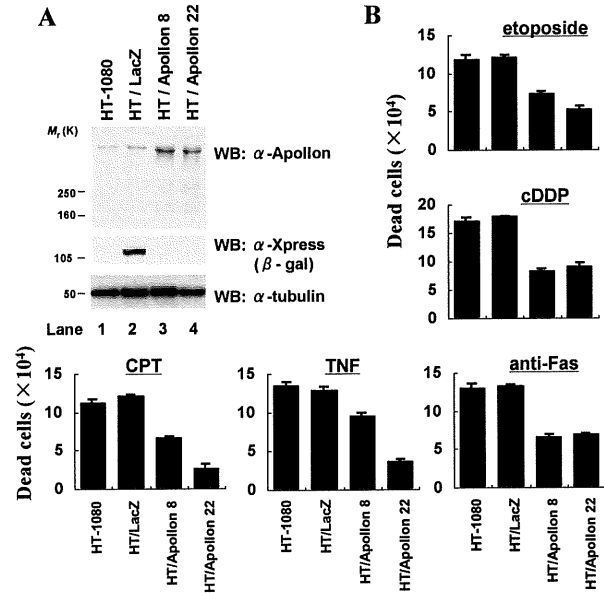 A
HT-1080
HT / LacZ
HT / Apollon 8
HT / Apollon 22
Mr (K)
250
160
105
50
WB: α-Apollon
WB: α-Xpress
(β-gal)
WB: α-tubulin
Lane 1 2 3 4
B
etoposide
Dead cells (×10⁴)
15
10
5
0
cDDP
20
15
10
5
0
CPT
Dead cells (×10⁴)
15
10
5
0
HT-1080
HT/LacZ
HT/Apollon 8
HT/Apollon 22
TNF
15
10
5
0
HT-1080
HT/LacZ
HT/Apollon 8
HT/Apollon 22
anti-Fas
15
10
5
0
HT-1080
HT/LacZ
HT/Apollon 8
HT/Apollon 22